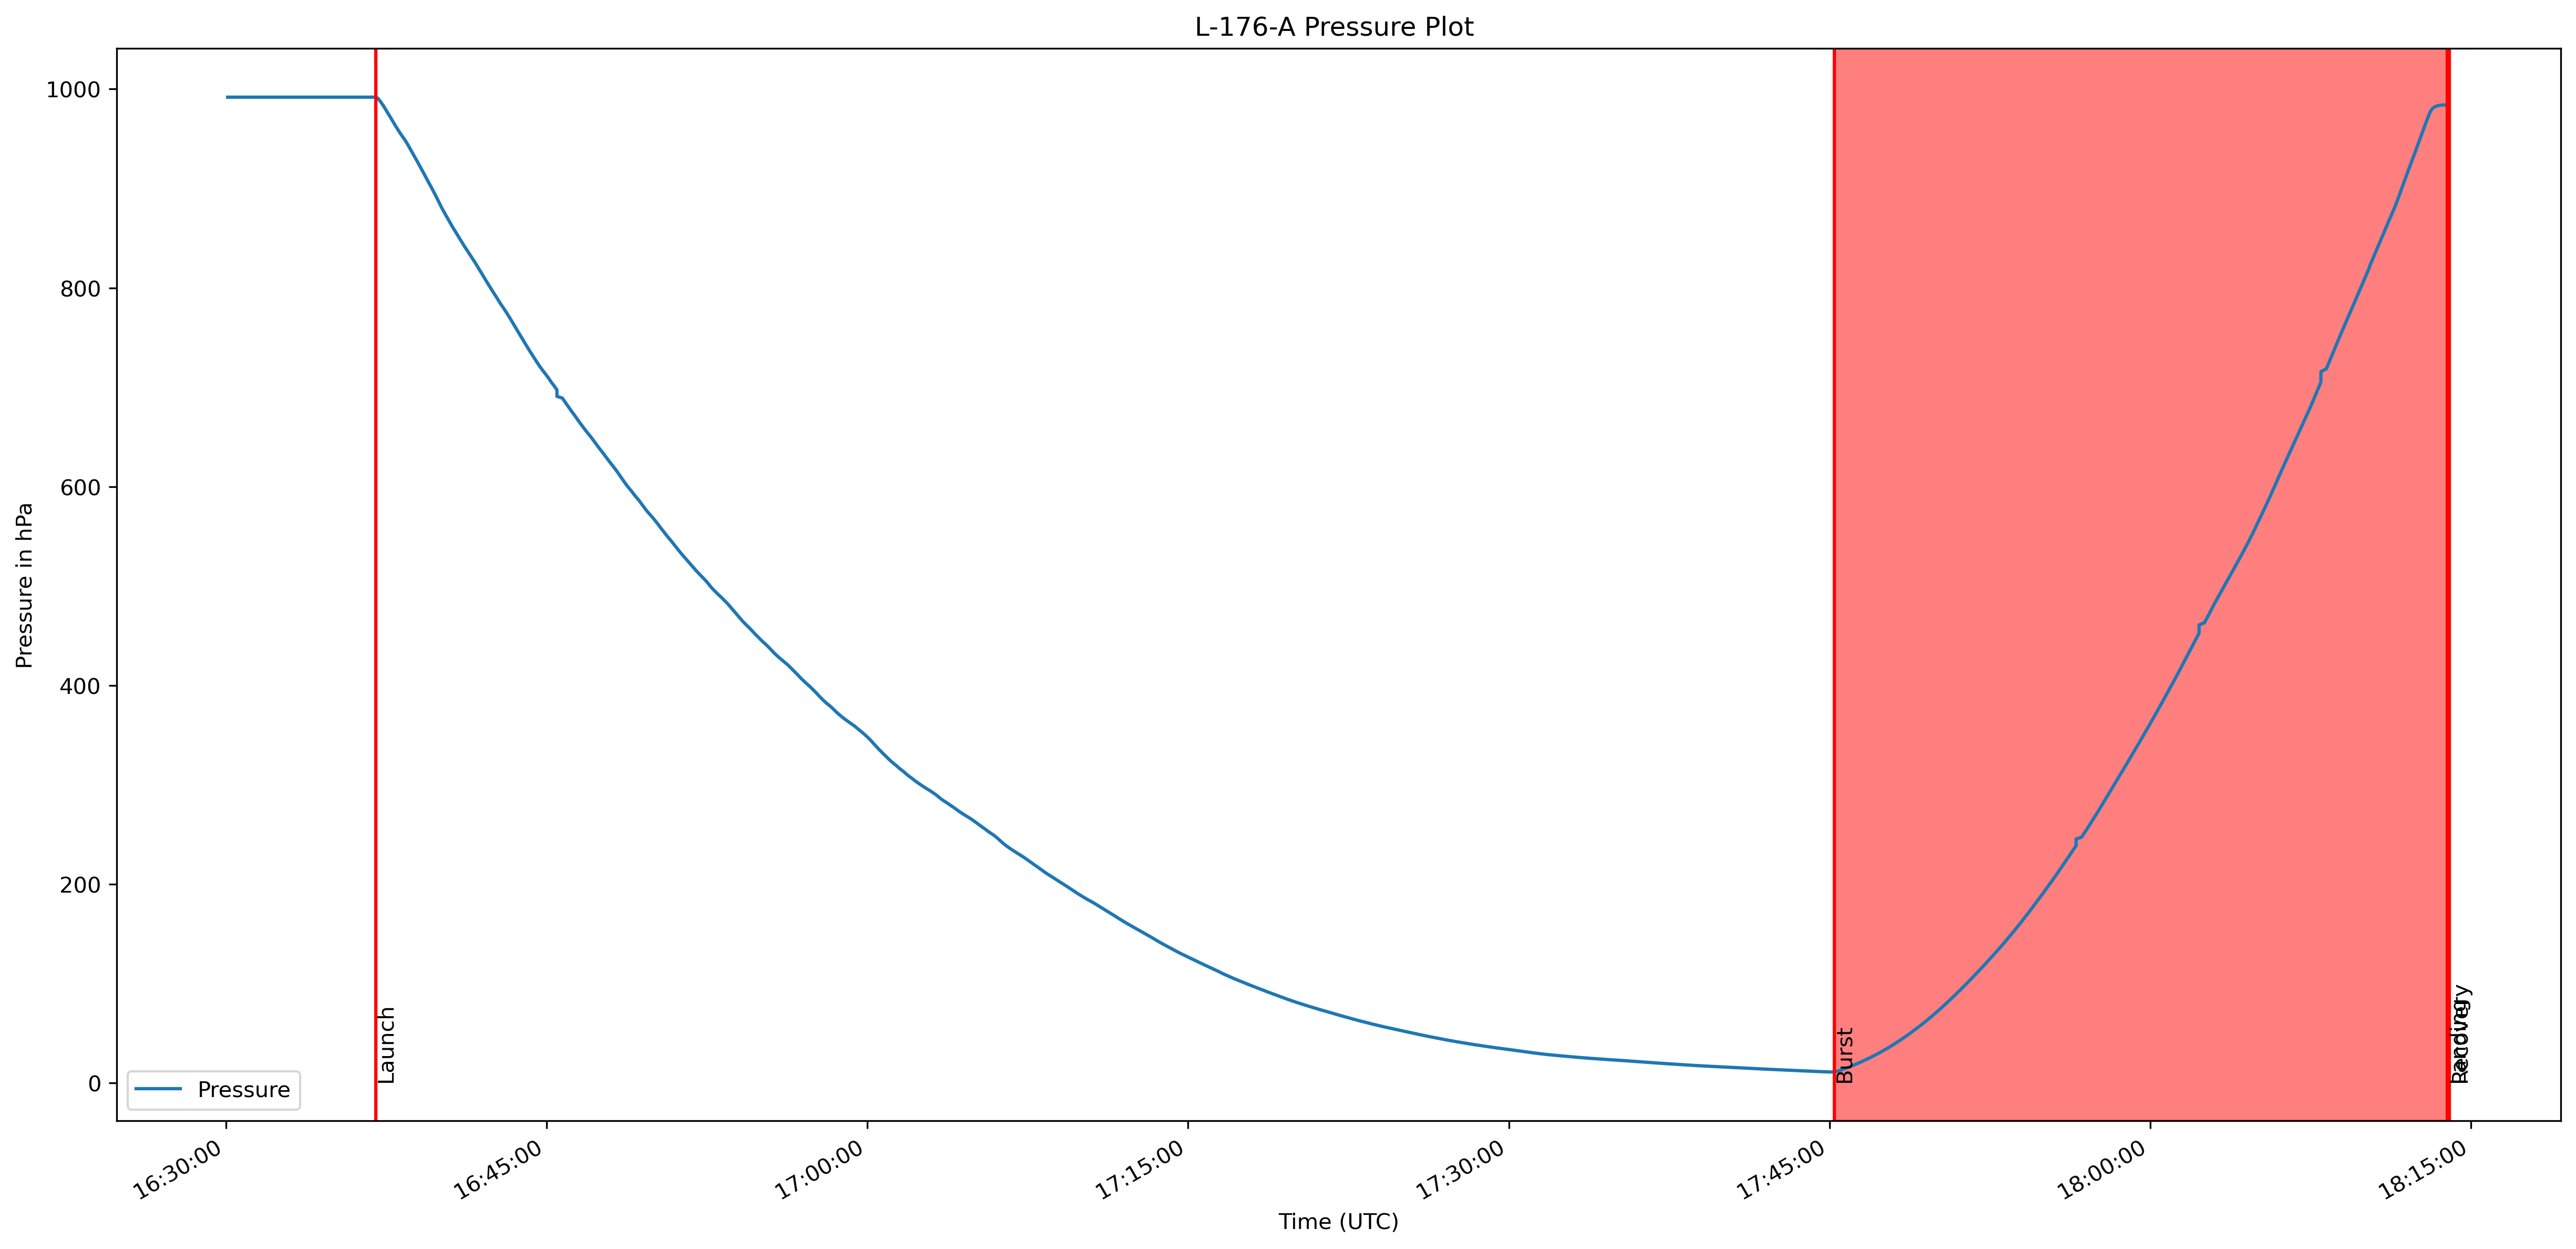 L-176-A Pressure Plot
Pressure in hPa
1000
800
600
400
200
0
Launch
Burst
Landing
Recovery
Pressure
16:30:00
16:45:00
17:00:00
17:15:00
17:30:00
17:45:00
18:00:00
18:15:00
Time (UTC)